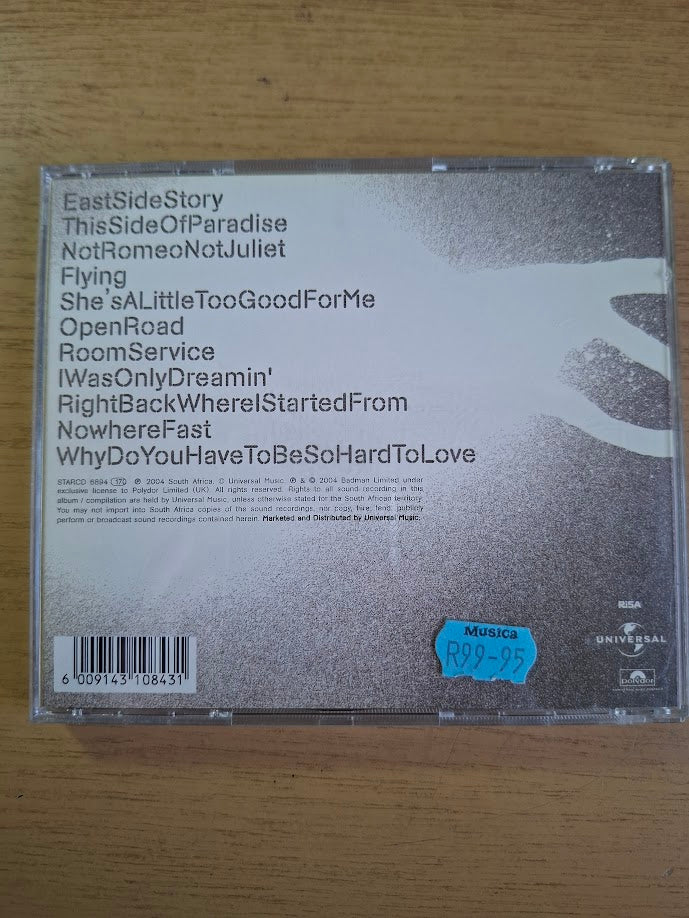 EastSideStory
ThisSideOfParadise
NotRomeoNotJuliet
Flying
She'sALittleTooGoodForMe
OpenRoad
RoomService
IWasOnlyDreamin'
RightBackWhereIStartedFrom
NowhereFast
WhyDoYouHaveToBeSoHardToLove
STARCD 6894 (17) ℗ 2004 South Africa. © Universal Music. ℗ & © 2004 Badman Limited under
exclusive license to Polydor Limited (UK). All rights reserved. Rights to all sound recording in this
album / compilation are held by Universal Music, unless otherwise stated for the South African territory.
You may not import into South Africa copies of the sound recordings, nor copy, hire, lend, publicly
perform or broadcast sound recordings contained herein. Marketed and Distributed by Universal Music.
RiSA
Musica
R99-95
UNIVERSAL
Polydor
6 009143 108431